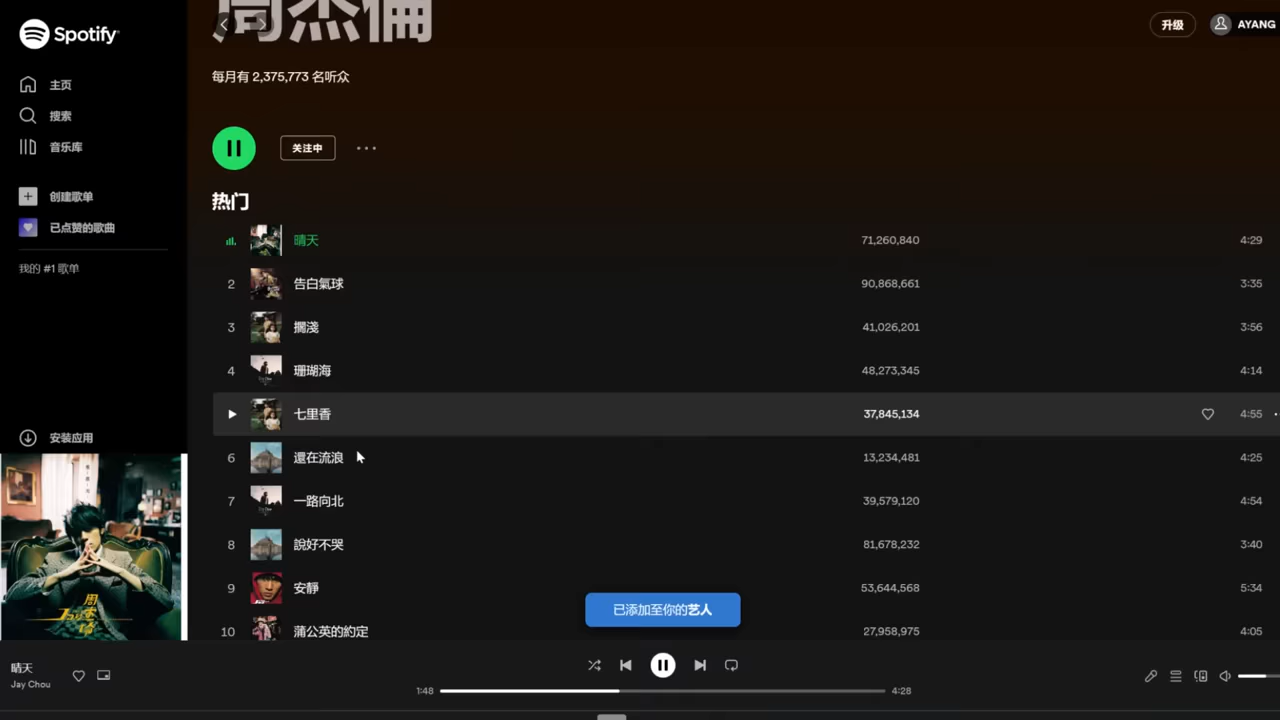 Spotify
周杰倫
升级
AYANG
主页
搜索
音乐库
创建歌单
已点赞的歌曲
我的 #1 歌单
安装应用
每月有 2,375,773 名听众
关注中
热门
晴天 71,260,840 4:29
2 告白氣球 90,868,661 3:35
3 擱淺 41,026,201 3:56
4 珊瑚海 48,273,345 4:14
七里香 37,845,134 4:55
6 還在流浪 13,234,481 4:25
7 一路向北 39,579,120 4:54
8 說好不哭 81,678,232 3:40
9 安靜 53,644,568 5:34
10 蒲公英的約定 27,958,975 4:05
已添加至你的艺人
周杰倫
晴天
Jay Chou
1:48
4:28